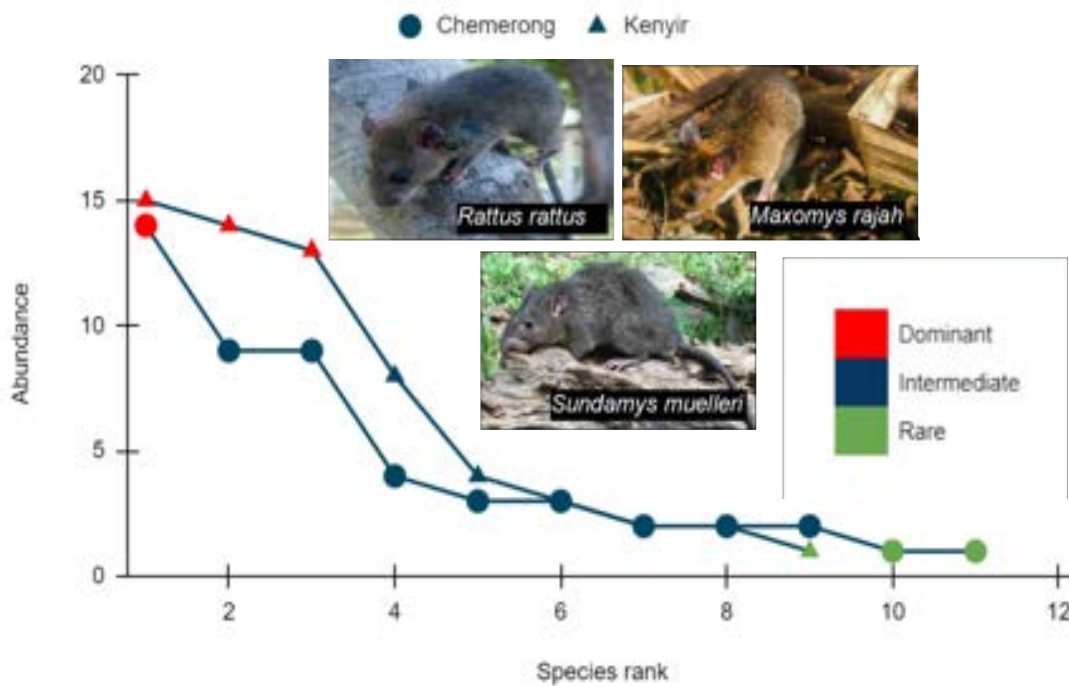 Chemerong Kenyir
20
15
10
5
0
Abundance
Rattus rattus
Maxomys rajah
Sundamys muelleri
Dominant
Intermediate
Rare
2 4 6 8 10 12
Species rank